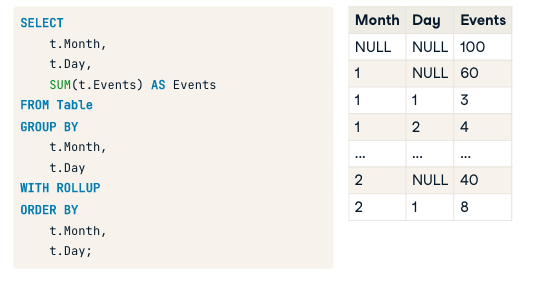 SELECT
    t.Month,
    t.Day,
    SUM(t.Events) AS Events
FROM Table
GROUP BY
    t.Month,
    t.Day
WITH ROLLUP
ORDER BY
    t.Month,
    t.Day;
Month Day Events
NULL NULL 100
1 NULL 60
1 1 3
1 2 4
... ... ...
2 NULL 40
2 1 8